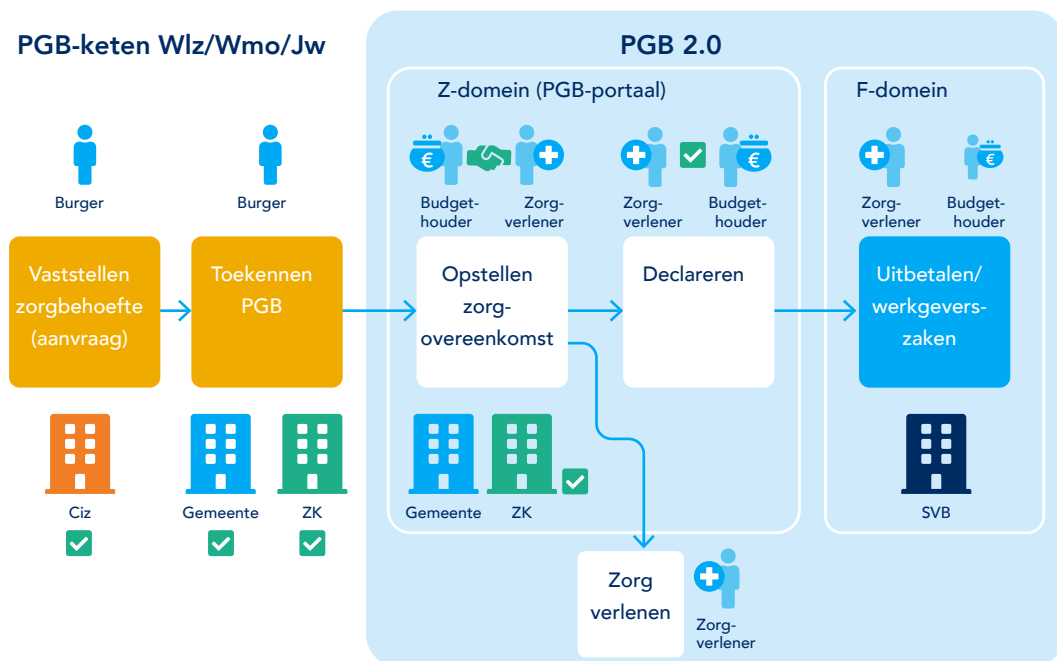 PGB-keten Wlz/Wmo/Jw
PGB 2.0
Z-domein (PGB-portaal)
F-domein
Burger
Burger
Budget-
houder
Zorg-
verlener
Zorg-
verlener
Budget-
houder
Zorg-
verlener
Budget-
houder
€
€
€
Vaststellen
zorgbehoefte
(aanvraag)
Toekennen
PGB
Opstellen
zorg-
overeenkomst
Declareren
Uitbetalen/
werkgevers-
zaken
Ciz
Gemeente
ZK
Gemeente
ZK
SVB
Zorg
verlenen
Zorg-
verlener